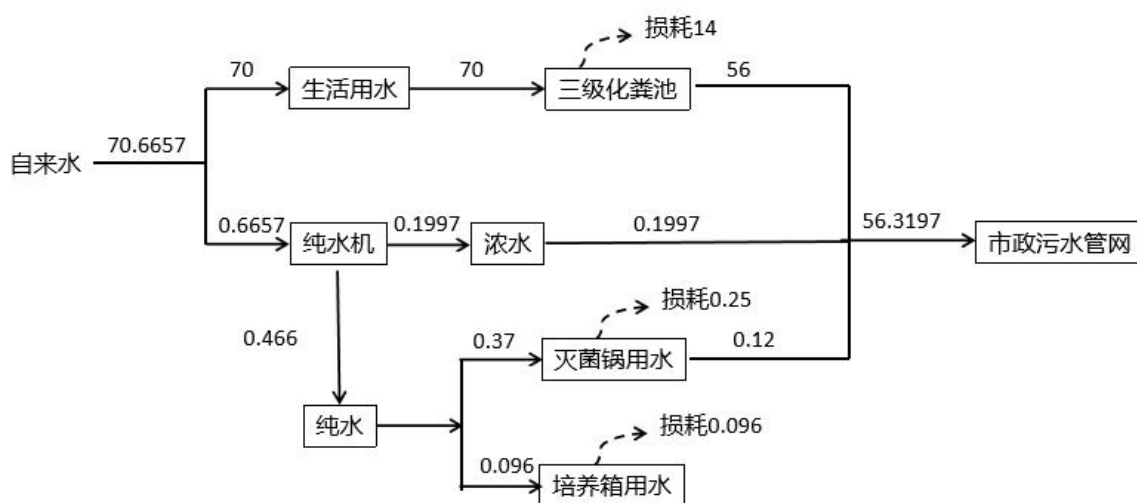 损耗14
70
生活用水
70
三级化粪池
56
自来水
70.6657
0.6657
纯水机
0.1997
浓水
0.1997
56.3197
市政污水管网
0.466
损耗0.25
0.37
灭菌锅用水
0.12
纯水
损耗0.096
0.096
培养箱用水